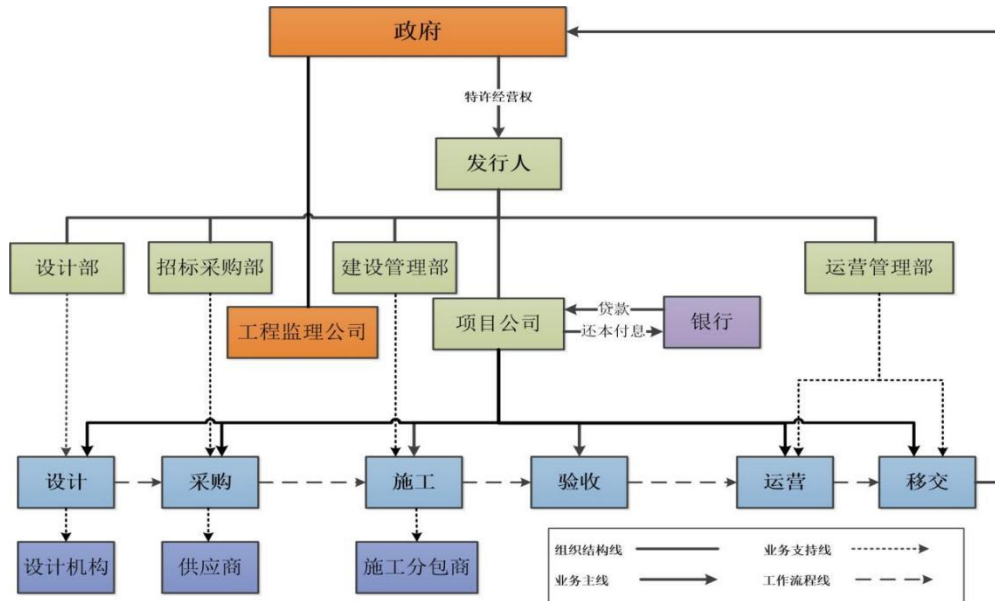 政府
特许经营权
发行人
设计部
招标采购部
建设管理部
运营管理部
工程监理公司
项目公司
贷款
还本付息
银行
设计
采购
施工
验收
运营
移交
设计机构
供应商
施工分包商
组织结构线
业务支持线
业务主线
工作流程线